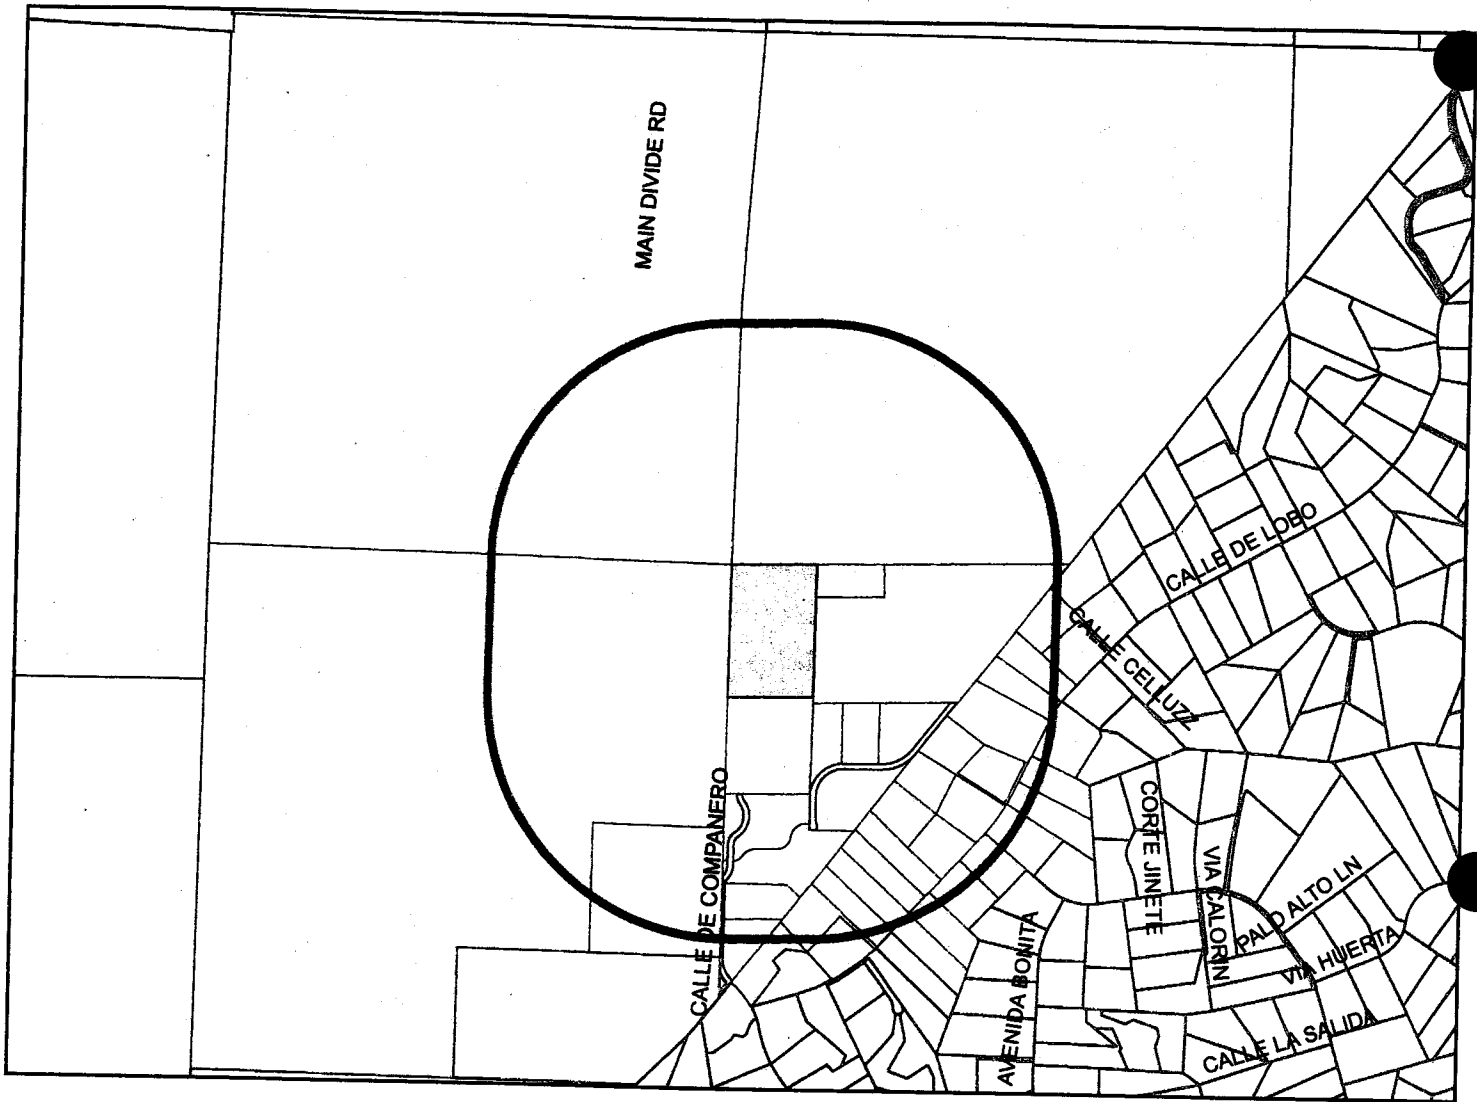 MAIN DIVIDE RD
CALLE DE LOBO
CALLE CELLUZZ
CALLE DE COMPANERO
CORTE JINETE
VIA CALORIN
PALO ALTO LN
VIA HUERTA
AVENIDA BONITA
CALLE LA SALIDA